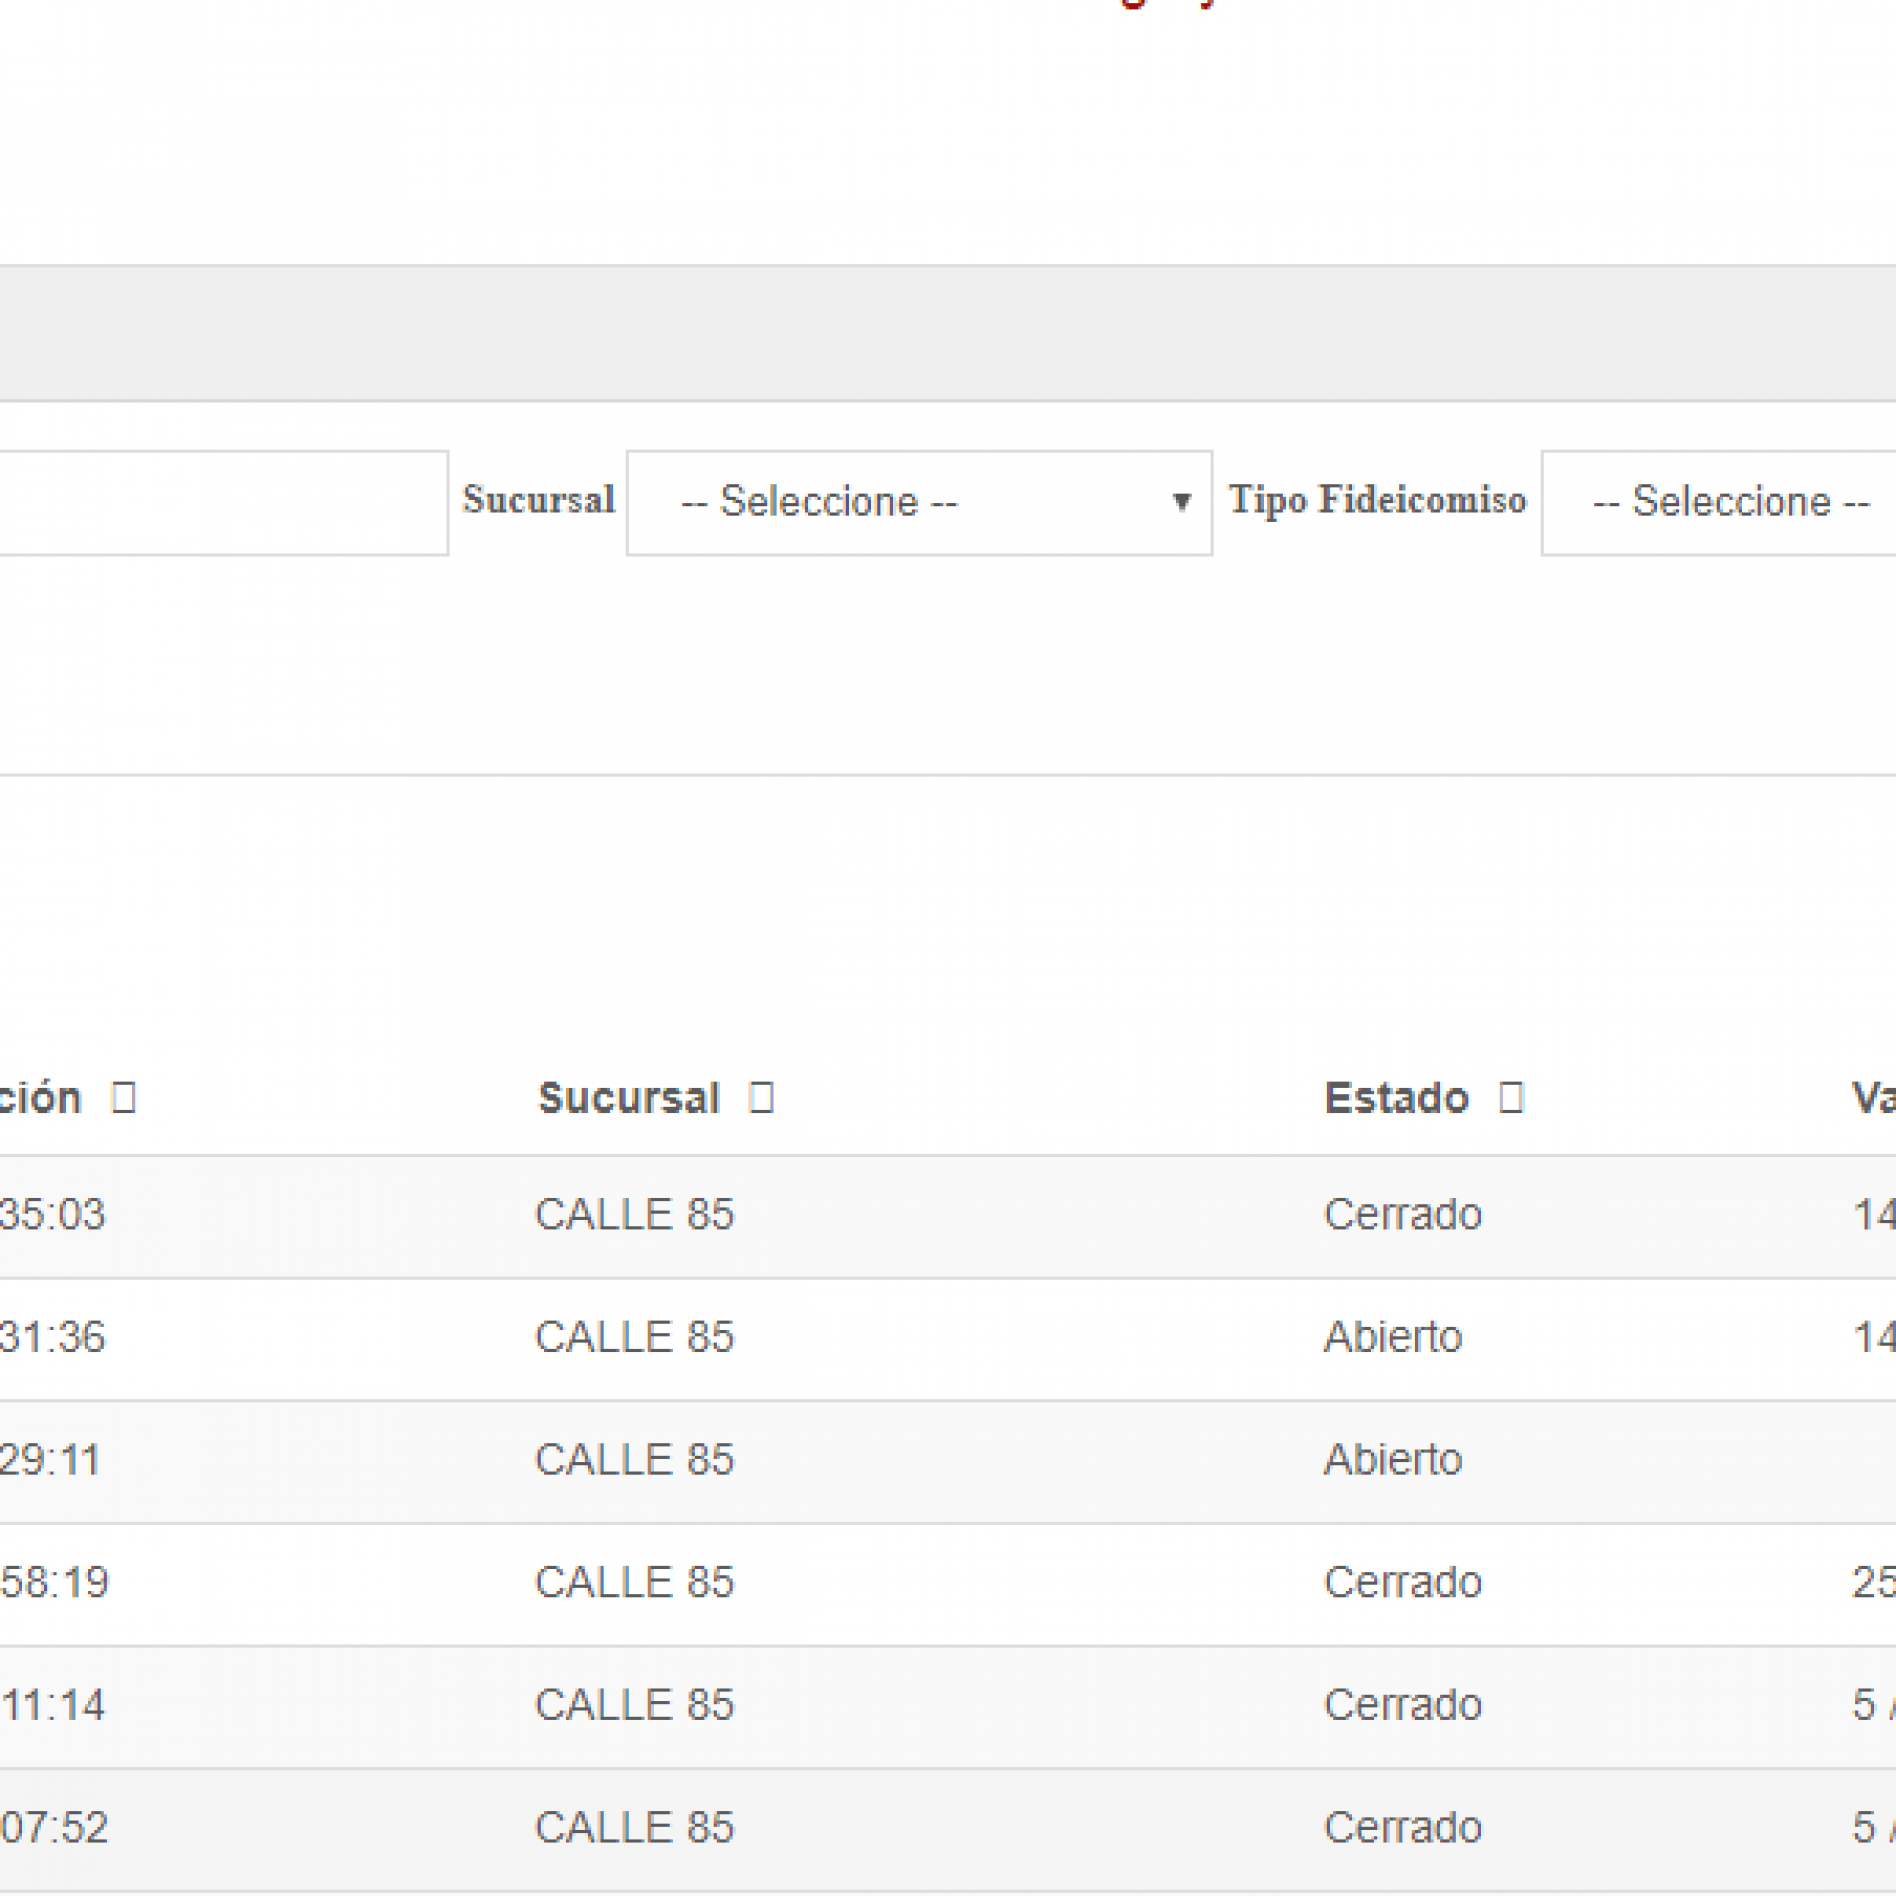 Sucursal -- Seleccione -- Tipo Fideicomiso -- Seleccione --
ción Sucursal Estado Va
35:03 CALLE 85 Cerrado 14
31:36 CALLE 85 Abierto 14
29:11 CALLE 85 Abierto
58:19 CALLE 85 Cerrado 25
11:14 CALLE 85 Cerrado 5 /
07:52 CALLE 85 Cerrado 5 /